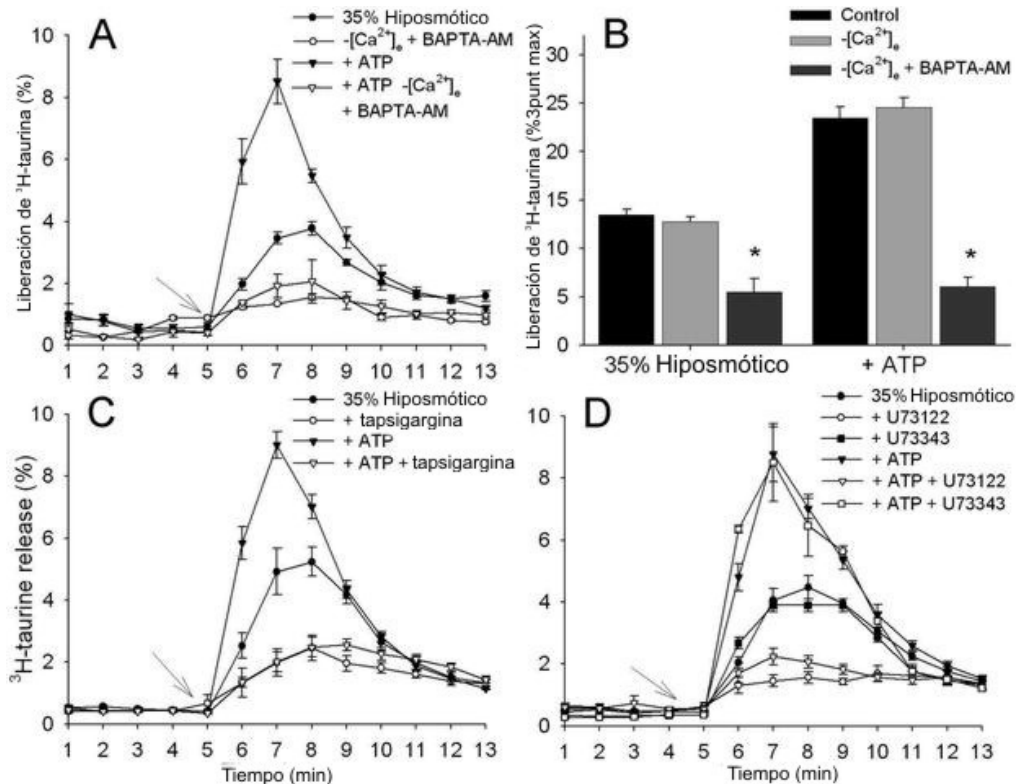 A
35% Hiposmótico
-[Ca²⁺]ₑ + BAPTA-AM
+ ATP
+ ATP -[Ca²⁺]ₑ
+ BAPTA-AM
Liberación de ³H-taurina (%)
10
8
6
4
2
0
1 2 3 4 5 6 7 8 9 10 11 12 13
B
Control
-[Ca²⁺]ₑ
-[Ca²⁺]ₑ + BAPTA-AM
Liberación de ³H-taurina (%3punt max)
30
25
20
15
10
5
0
*
*
35% Hiposmótico + ATP
C
35% Hiposmótico
+ tapsigargina
+ ATP
+ ATP + tapsigargina
³H-taurine release (%)
10
8
6
4
2
0
1 2 3 4 5 6 7 8 9 10 11 12 13
Tiempo (min)
D
35% Hiposmótico
+ U73122
+ U73343
+ ATP
+ ATP + U73122
+ ATP + U73343
10
8
6
4
2
0
1 2 3 4 5 6 7 8 9 10 11 12 13
Tiempo (min)